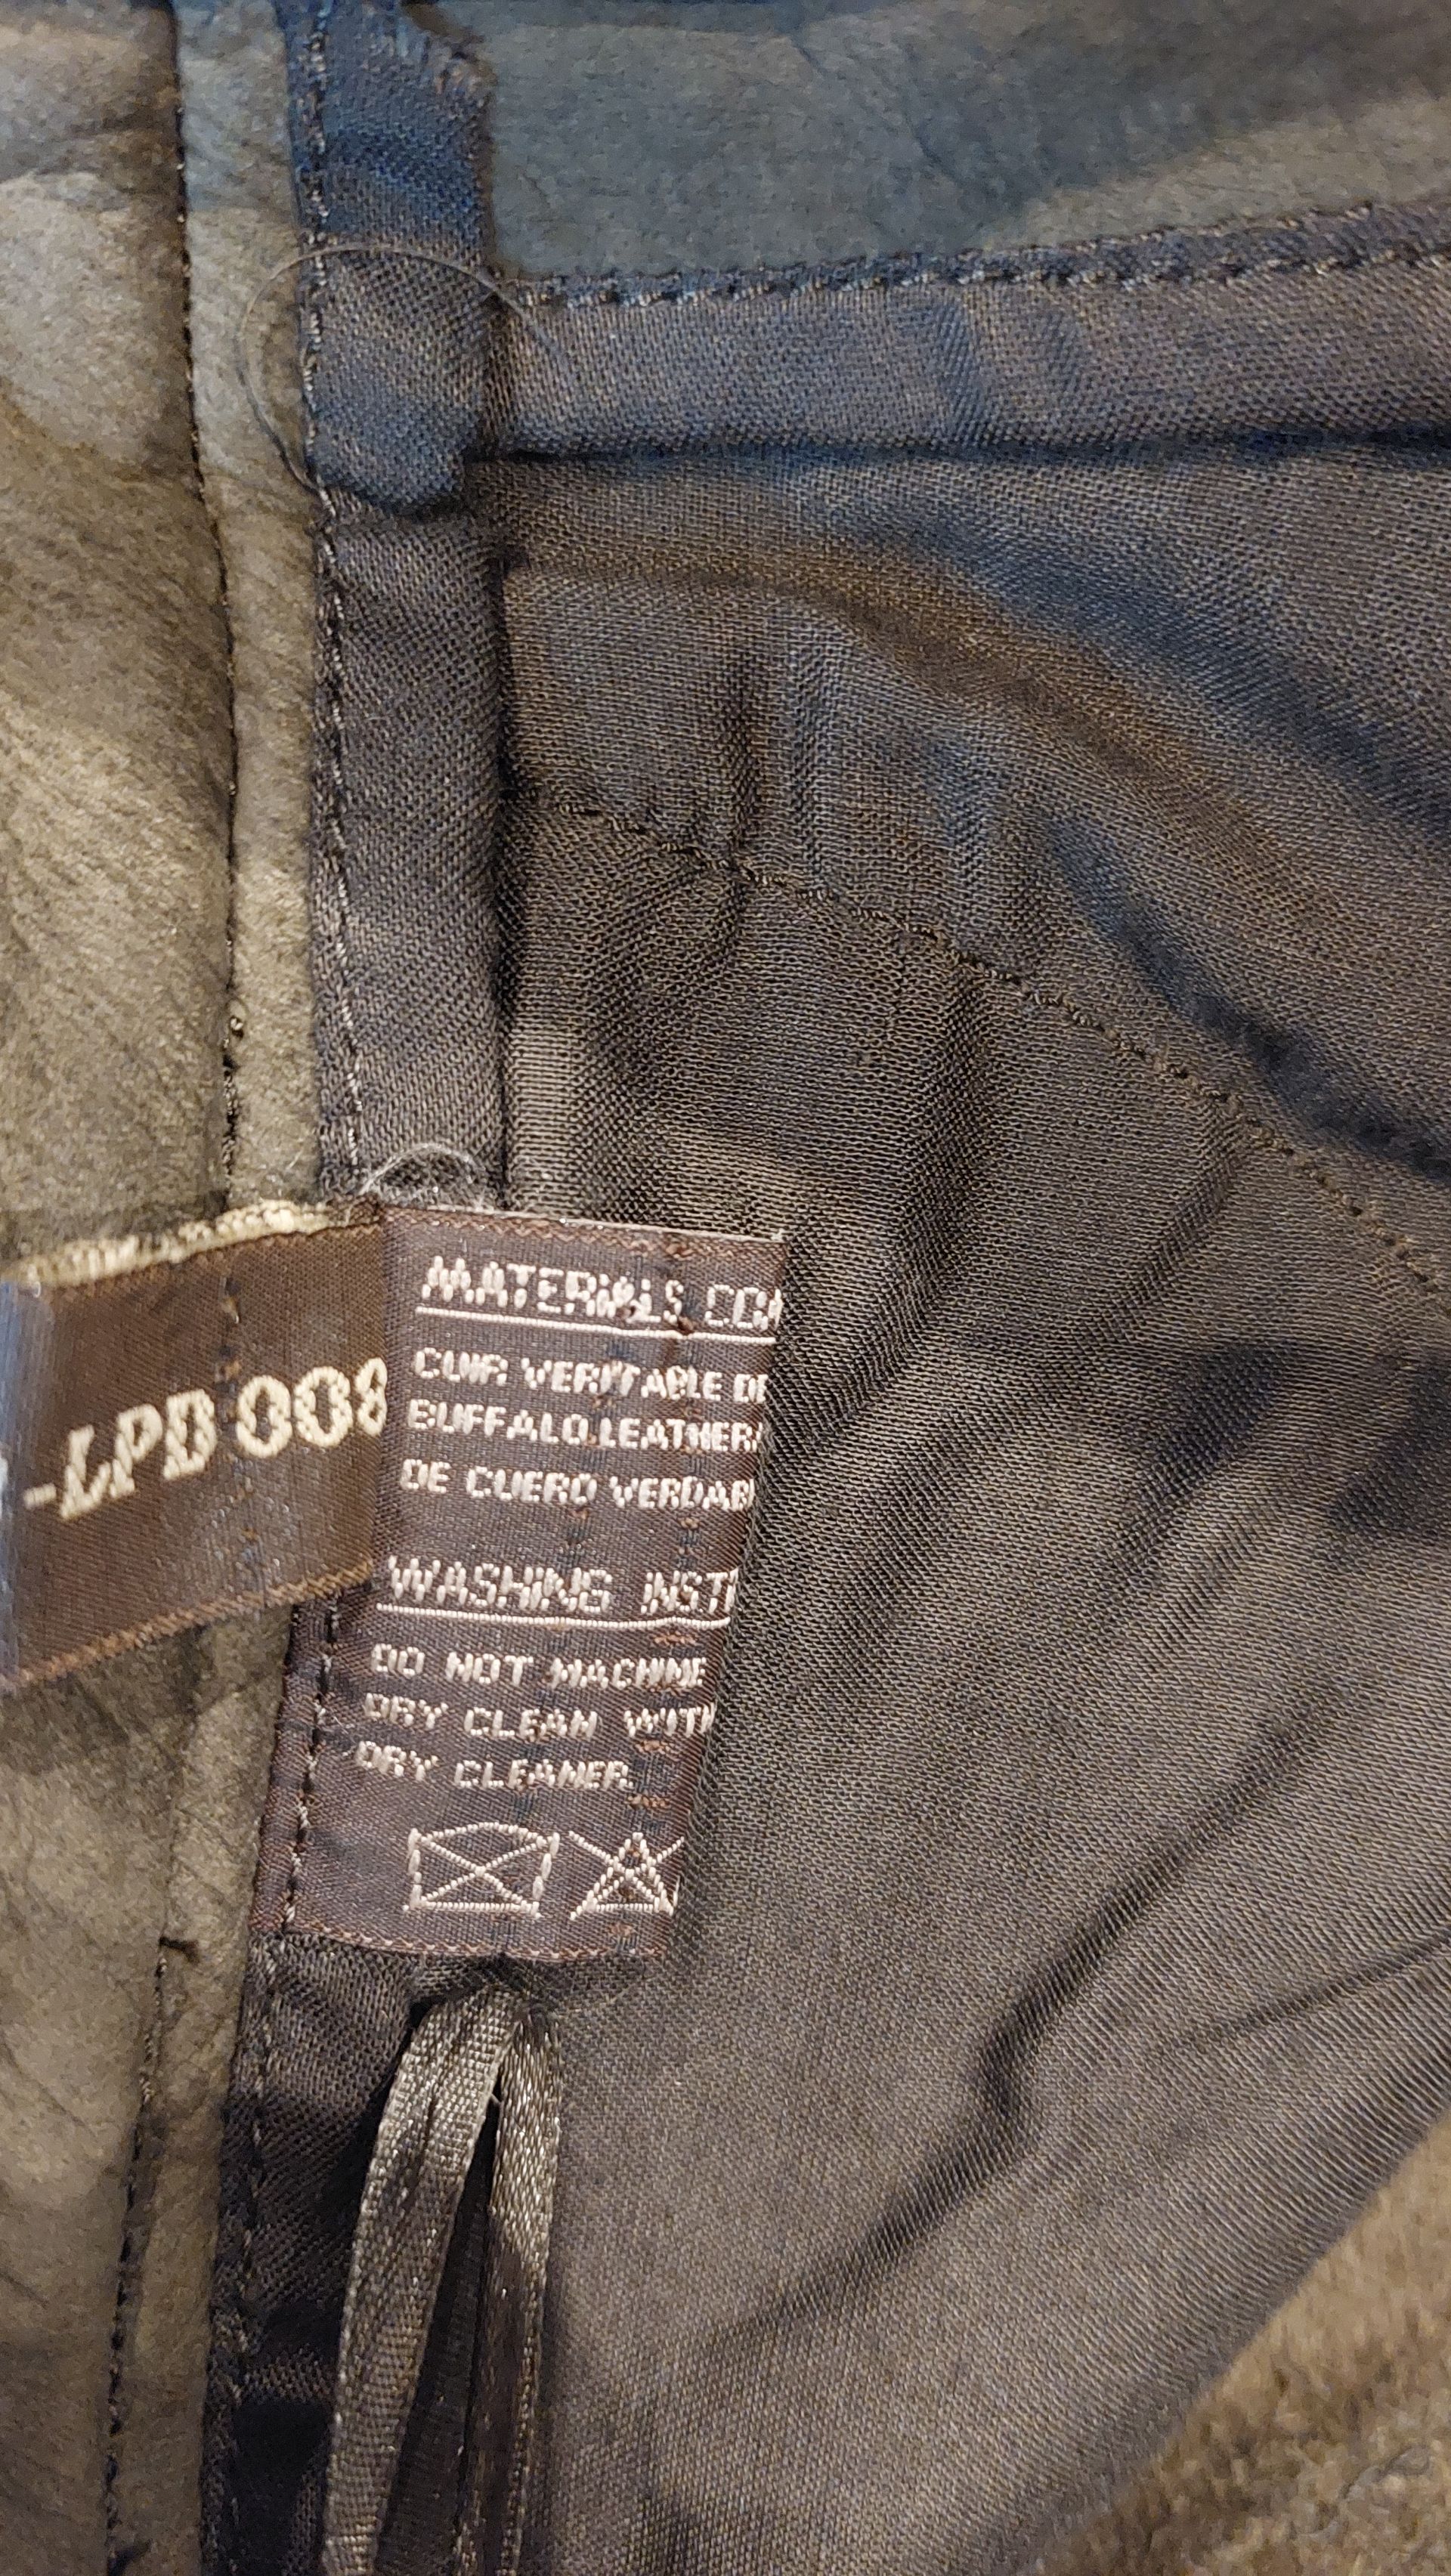 -LPD 008
MATERIALS CO
CUIR VERITABLE DE
BUFFALO LEATHER
DE CUERO VERDAB
WASHING INST
DO NOT MACHINE
DRY CLEAN WITH
DRY CLEANER.